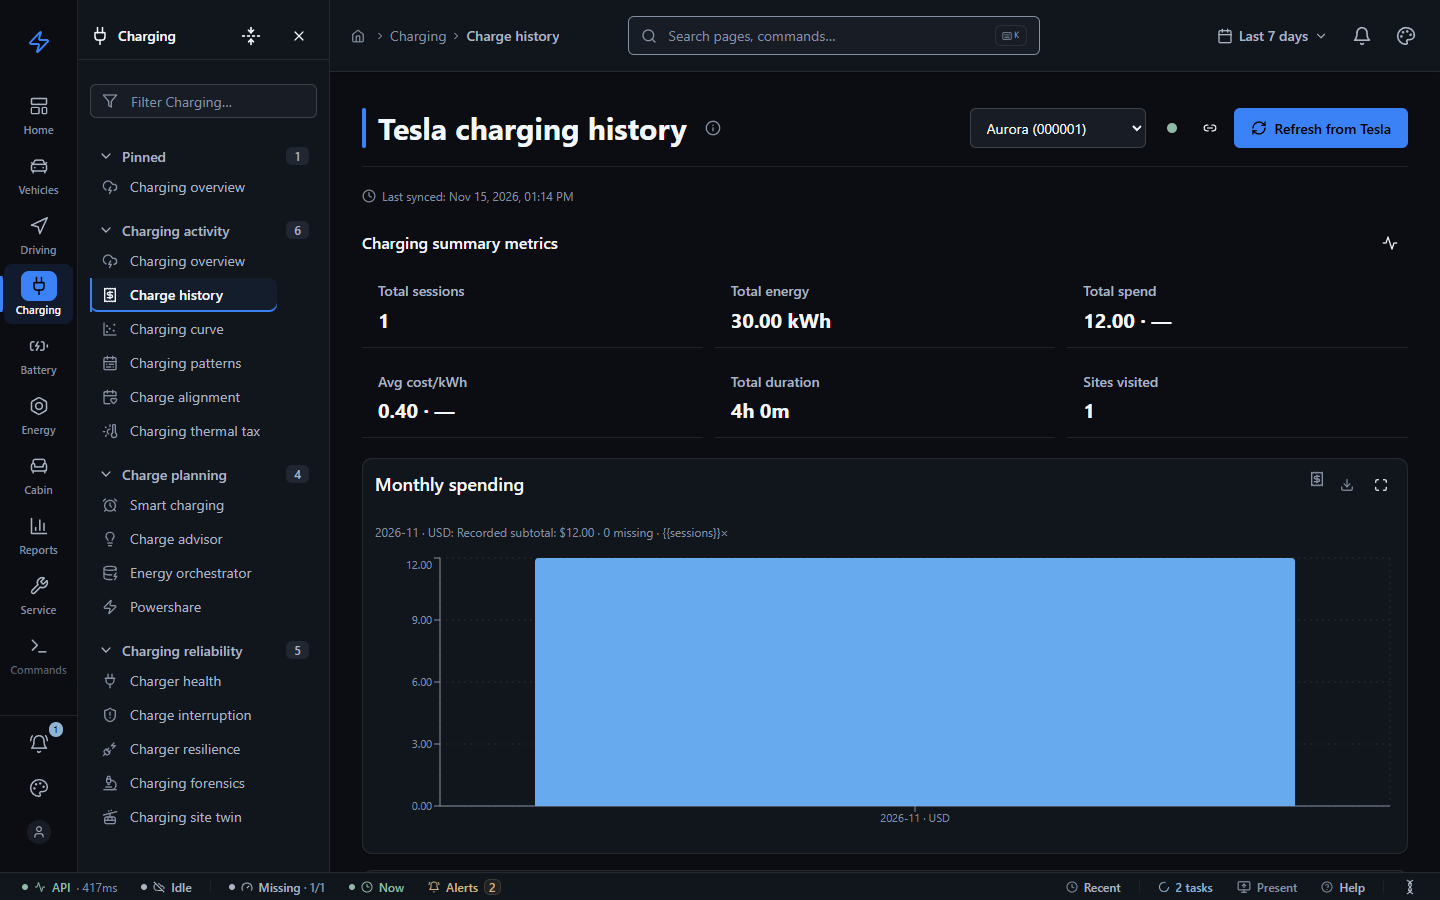 Home
Vehicles
Driving
Charging
Battery
Energy
Cabin
Reports
Service
Commands
1
Charging
Filter Charging...
Pinned 1
Charging overview
Charging activity 6
Charging overview
Charge history
Charging curve
Charging patterns
Charge alignment
Charging thermal tax
Charge planning 4
Smart charging
Charge advisor
Energy orchestrator
Powershare
Charging reliability 5
Charger health
Charge interruption
Charger resilience
Charging forensics
Charging site twin
Charging > Charge history
Search pages, commands...
K
Last 7 days
Tesla charging history
Aurora (000001)
Refresh from Tesla
Last synced: Nov 15, 2026, 01:14 PM
Charging summary metrics
Total sessions
1
Total energy
30.00 kWh
Total spend
12.00 · —
Avg cost/kWh
0.40 · —
Total duration
4h 0m
Sites visited
1
Monthly spending
2026-11 · USD: Recorded subtotal: $12.00 · 0 missing · {{sessions}}×
12.00
9.00
6.00
3.00
0.00
2026-11 · USD
API · 417ms
Idle
Missing · 1/1
Now
Alerts 2
Recent
2 tasks
Present
Help